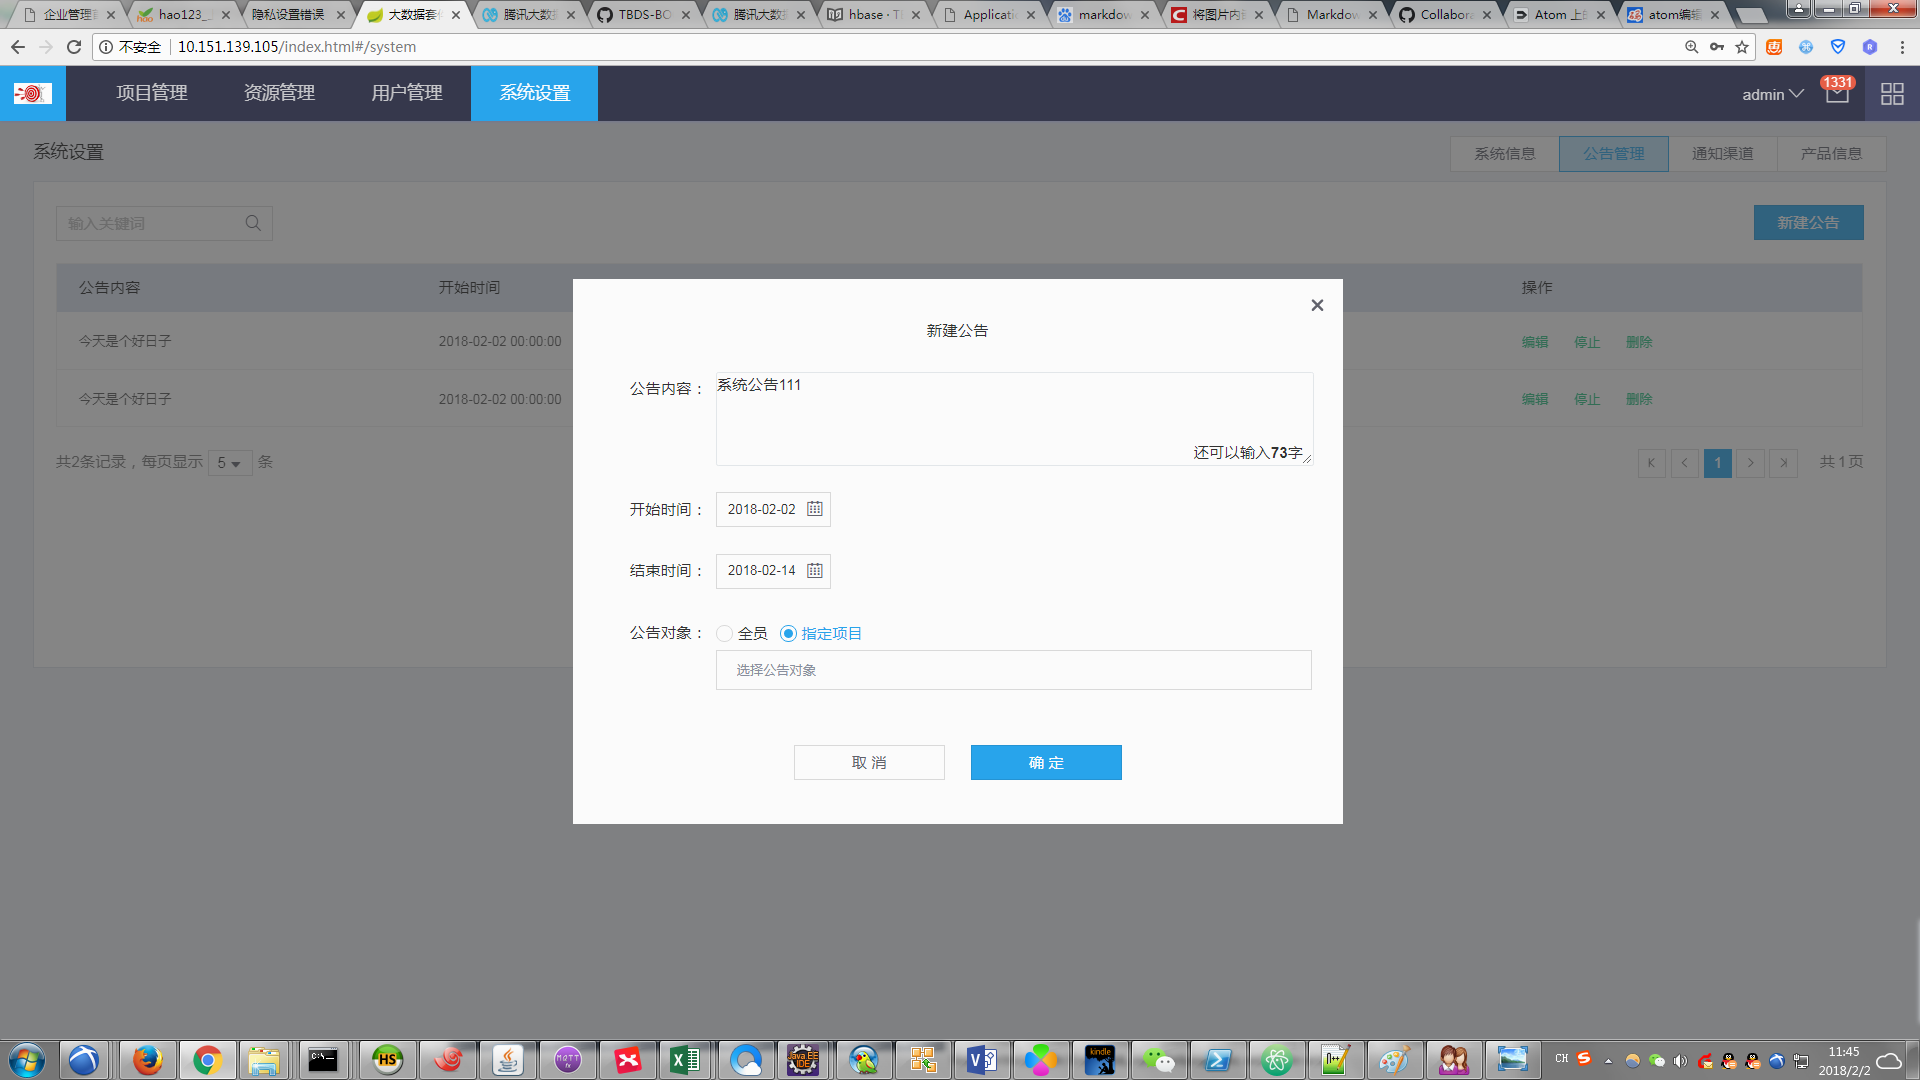 企业管理
hao123_
隐私设置错误
大数据套
腾讯大数据
TBDS-BO
腾讯大数据
hbase · T
Applicati
markdow
将图片内
Markdow
Collabora
Atom 上的
atom编辑
不安全 10.151.139.105/index.html#/system
项目管理 资源管理 用户管理 系统设置 admin 1331
系统设置 系统信息 公告管理 通知渠道 产品信息
输入关键词 新建公告
公告内容 开始时间 操作
今天是个好日子 2018-02-02 00:00:00 编辑 停止 删除
今天是个好日子 2018-02-02 00:00:00 编辑 停止 删除
共2条记录，每页显示 5 条 1 共 1 页
新建公告
公告内容： 系统公告111
还可以输入73字
开始时间： 2018-02-02
结束时间： 2018-02-14
公告对象： 全员 指定项目
选择公告对象
取 消 确 定
CH 11:45
2018/2/2